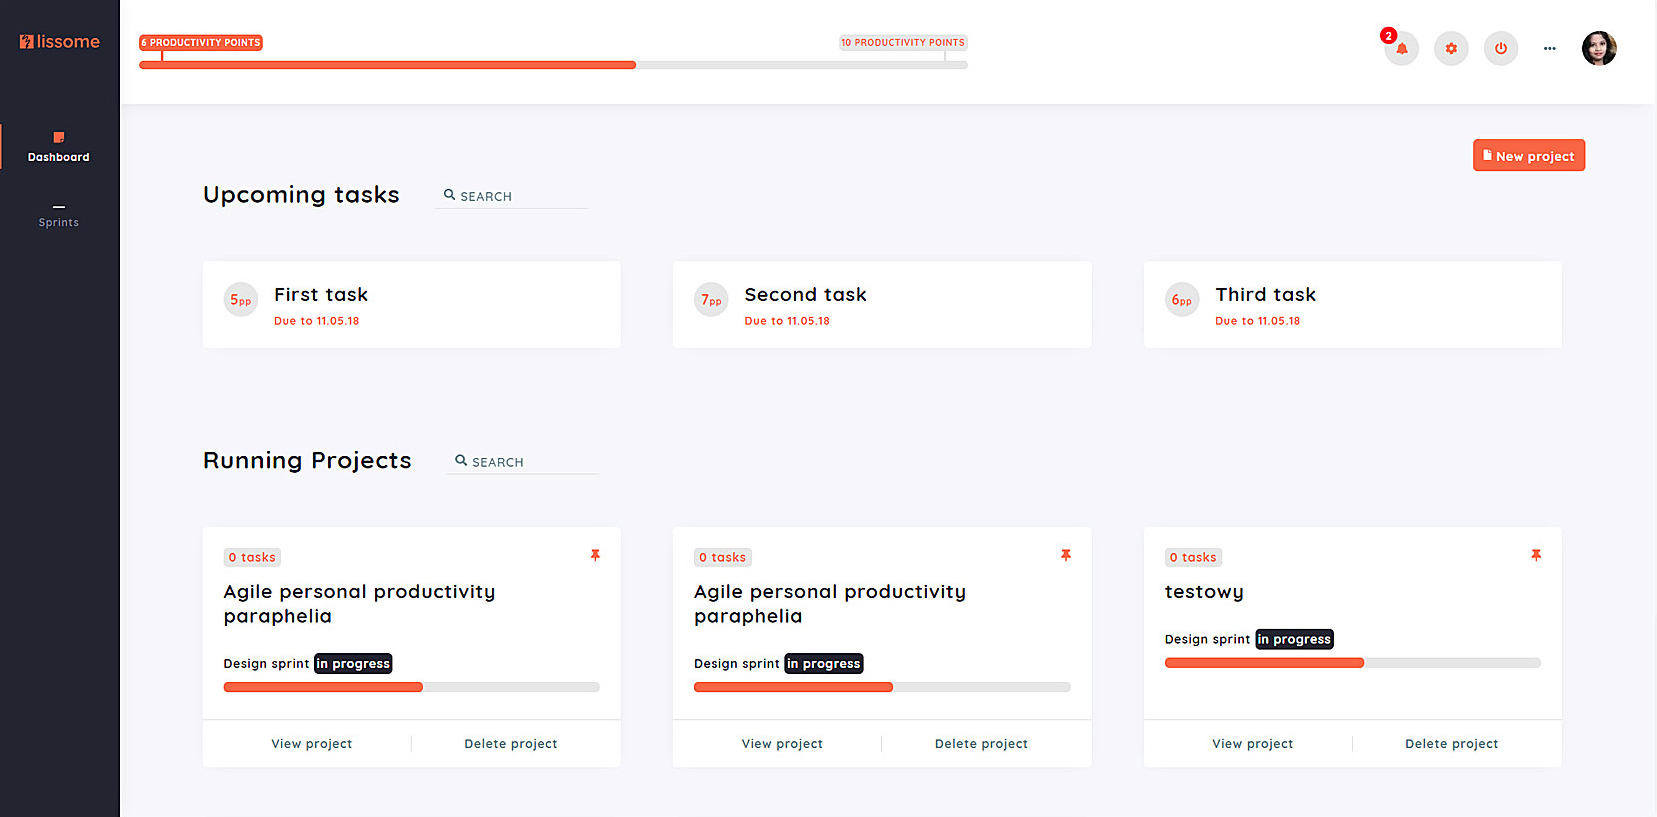 lissome
6 PRODUCTIVITY POINTS
10 PRODUCTIVITY POINTS
2
Dashboard
Sprints
New project
Upcoming tasks
SEARCH
5pp
First task
Due to 11.05.18
7pp
Second task
Due to 11.05.18
6pp
Third task
Due to 11.05.18
Running Projects
SEARCH
0 tasks
Agile personal productivity
paraphelia
Design sprint in progress
View project
Delete project
0 tasks
Agile personal productivity
paraphelia
Design sprint in progress
View project
Delete project
0 tasks
testowy
Design sprint in progress
View project
Delete project